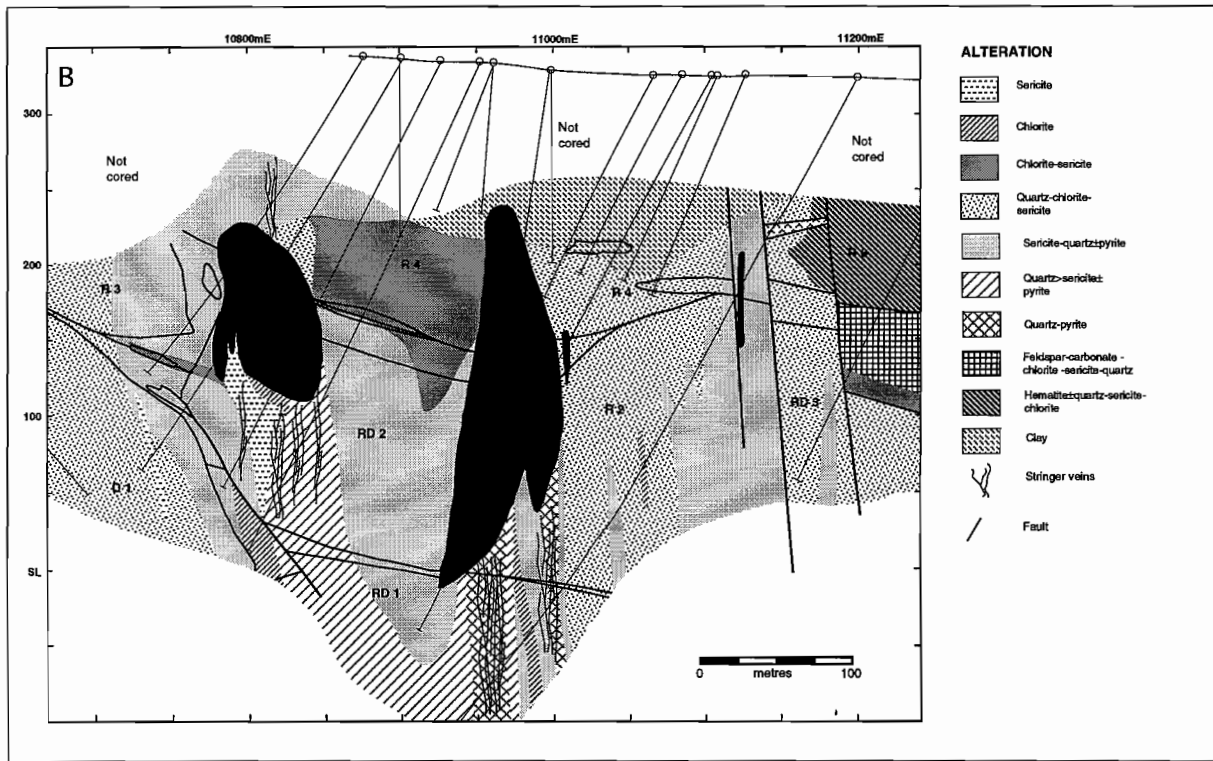 B
10800mE
11000mE
11200mE
300
200
100
SL
Not
cored
Not
cored
Not
cored
R 3
R 4
R 4
R 2
D 1
RD 2
RD 3
RD 1
0
metres
100
ALTERATION
Sericite
Chlorite
Chlorite-sericite
Quartz-chlorite-
sericite
Sericite-quartz±pyrite
Quartz>sericite±
pyrite
Quartz-pyrite
Feldspar-carbonate -
chlorite -sericite-quartz
Hematite±quartz-sericite-
chlorite
Clay
Stringer veins
Fault